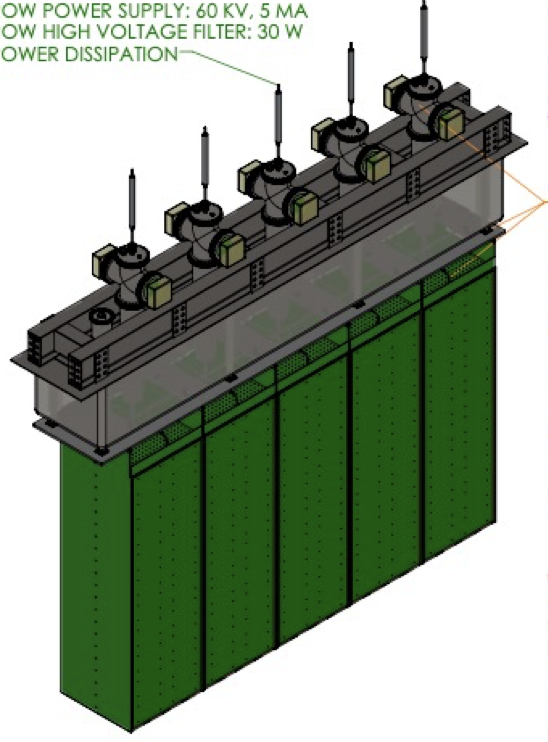 OW POWER SUPPLY: 60 KV, 5 MA
OW HIGH VOLTAGE FILTER: 30 W
OWER DISSIPATION